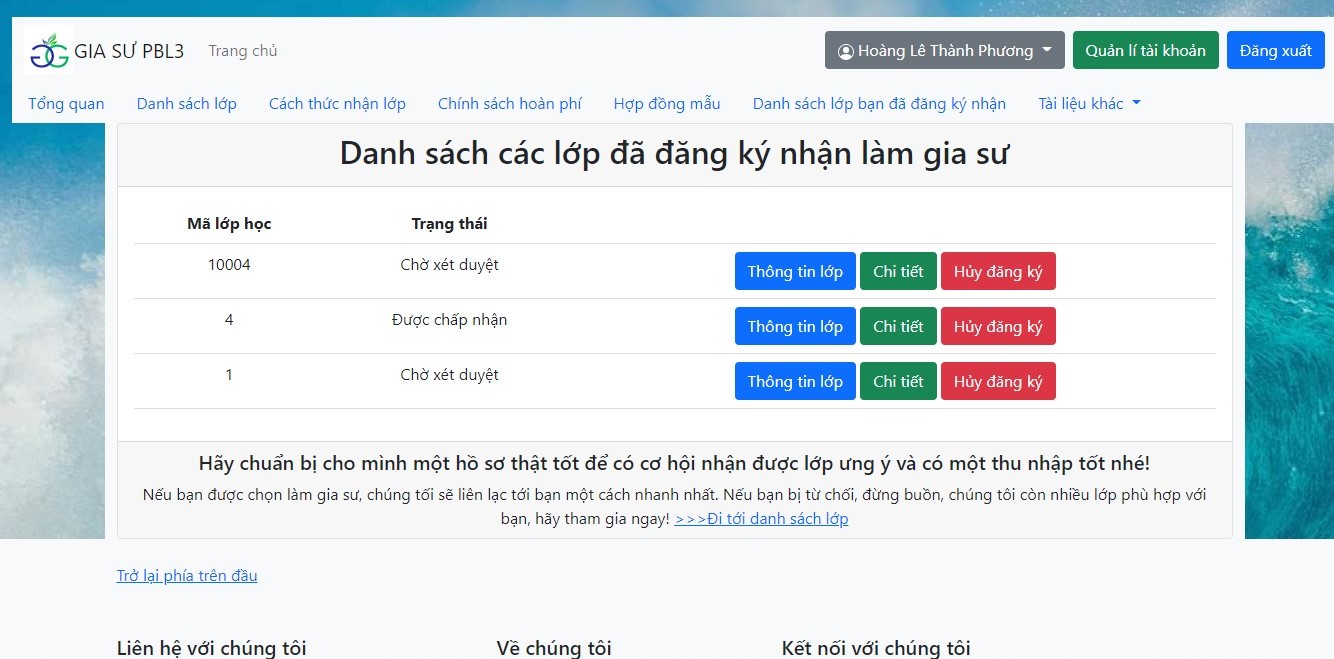 GIA SƯ PBL3 Trang chủ Hoàng Lê Thành Phương Quản lí tài khoản Đăng xuất
Tổng quan Danh sách lớp Cách thức nhận lớp Chính sách hoàn phí Hợp đồng mẫu Danh sách lớp bạn đã đăng ký nhận Tài liệu khác
Danh sách các lớp đã đăng ký nhận làm gia sư
Mã lớp học Trạng thái
10004 Chờ xét duyệt Thông tin lớp Chi tiết Hủy đăng ký
4 Được chấp nhận Thông tin lớp Chi tiết Hủy đăng ký
1 Chờ xét duyệt Thông tin lớp Chi tiết Hủy đăng ký
Hãy chuẩn bị cho mình một hồ sơ thật tốt để có cơ hội nhận được lớp ưng ý và có một thu nhập tốt nhé!
Nếu bạn được chọn làm gia sư, chúng tối sẽ liên lạc tới bạn một cách nhanh nhất. Nếu bạn bị từ chối, đừng buồn, chúng tôi còn nhiều lớp phù hợp với
bạn, hãy tham gia ngay! >>>Đi tới danh sách lớp
Trở lại phía trên đầu
Liên hệ với chúng tôi Về chúng tôi Kết nối với chúng tôi